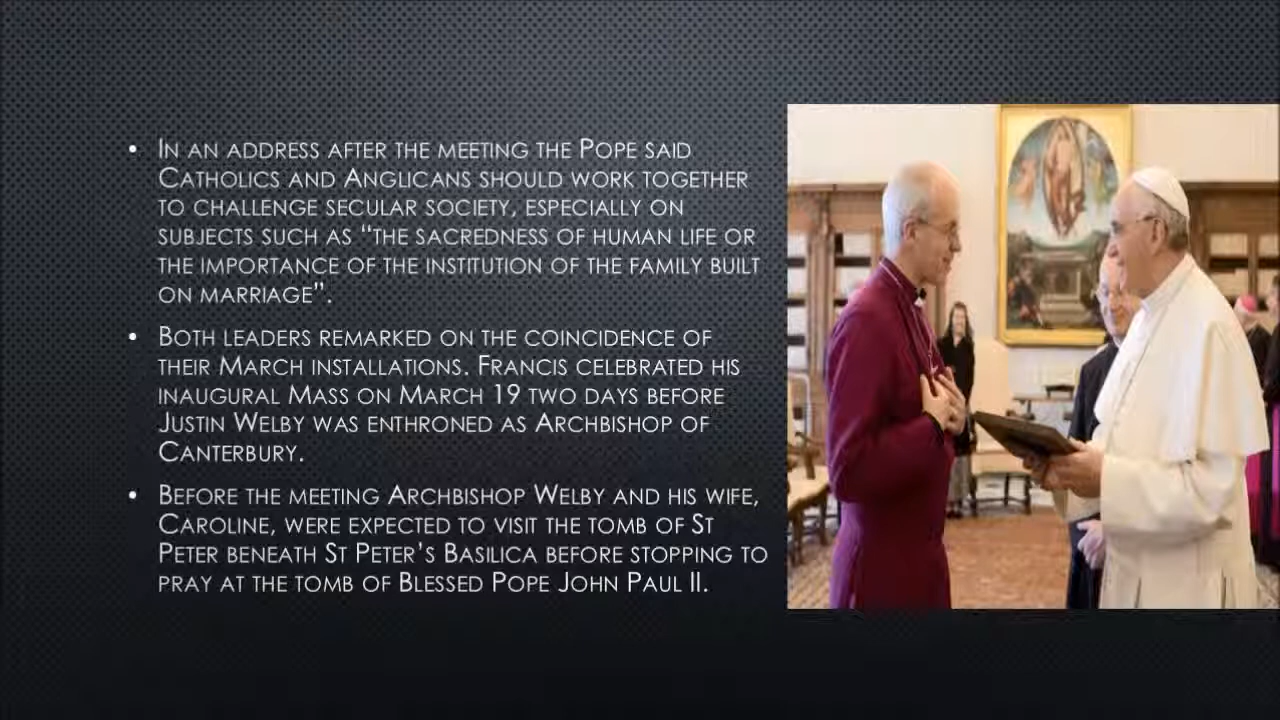 • In an address after the meeting the Pope said
Catholics and Anglicans should work together
to challenge secular society, especially on
subjects such as “the sacredness of human life or
the importance of the institution of the family built
on marriage”.
• Both leaders remarked on the coincidence of
their March installations. Francis celebrated his
inaugural Mass on March 19 two days before
Justin Welby was enthroned as Archbishop of
Canterbury.
• Before the meeting Archbishop Welby and his wife,
Caroline, were expected to visit the tomb of St
Peter beneath St Peter’s Basilica before stopping to
pray at the tomb of Blessed Pope John Paul II.